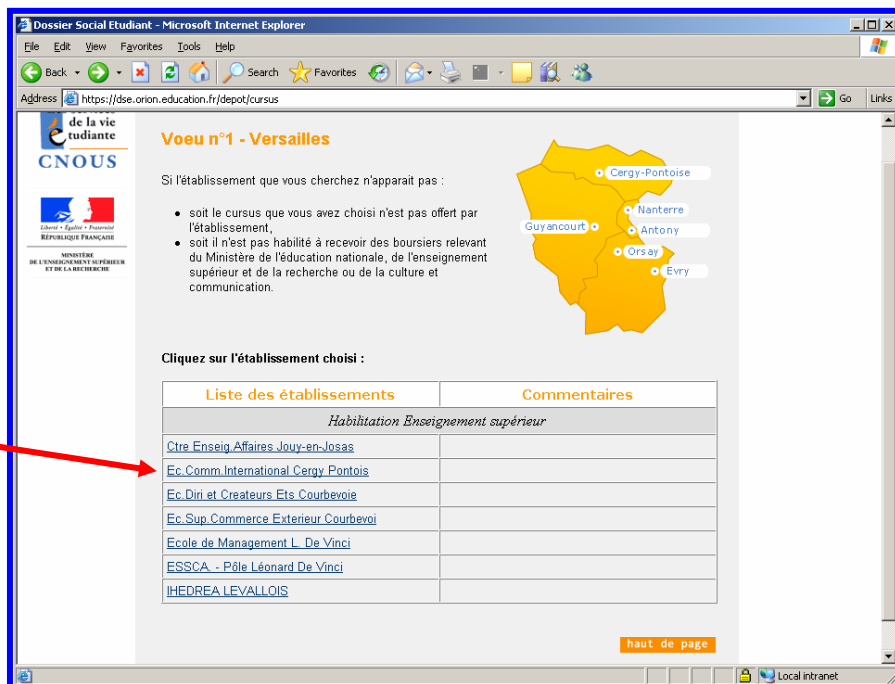 Dossier Social Etudiant - Microsoft Internet Explorer
File Edit View Favorites Tools Help
Back Search Favorites
Address https://dse.orion.education.fr/depot/cursus Go Links
de la vie
étudiante
CNOUS
Liberté • Égalité • Fraternité
RÉPUBLIQUE FRANÇAISE
MINISTÈRE
DE L'ENSEIGNEMENT SUPÉRIEUR
ET DE LA RECHERCHE
Voeu n°1 - Versailles
Si l'établissement que vous cherchez n'apparait pas :
• soit le cursus que vous avez choisi n'est pas offert par
l'établissement,
• soit il n'est pas habilité à recevoir des boursiers relevant
du Ministère de l'éducation nationale, de l'enseignement
supérieur et de la recherche ou de la culture et
communication.
Cergy-Pontoise
Nanterre
Guyancourt
Antony
Orsay
Evry
Cliquez sur l'établissement choisi :
Liste des établissements Commentaires
Habilitation Enseignement supérieur
Ctre Enseig.Affaires Jouy-en-Josas
Ec.Comm.International Cergy Pontois
Ec.Diri et Createurs Ets Courbevoie
Ec.Sup.Commerce Exterieur Courbevoi
Ecole de Management L. De Vinci
ESSCA. - Pôle Léonard De Vinci
IHEDREA LEVALLOIS
haut de page
Local intranet